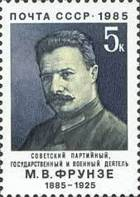 ПОЧТА СССР•1985
5к
СОВЕТСКИЙ ПАРТИЙНЫЙ,
ГОСУДАРСТВЕННЫЙ И ВОЕННЫЙ ДЕЯТЕЛЬ
М.В.ФРУНЗЕ
1885–1925